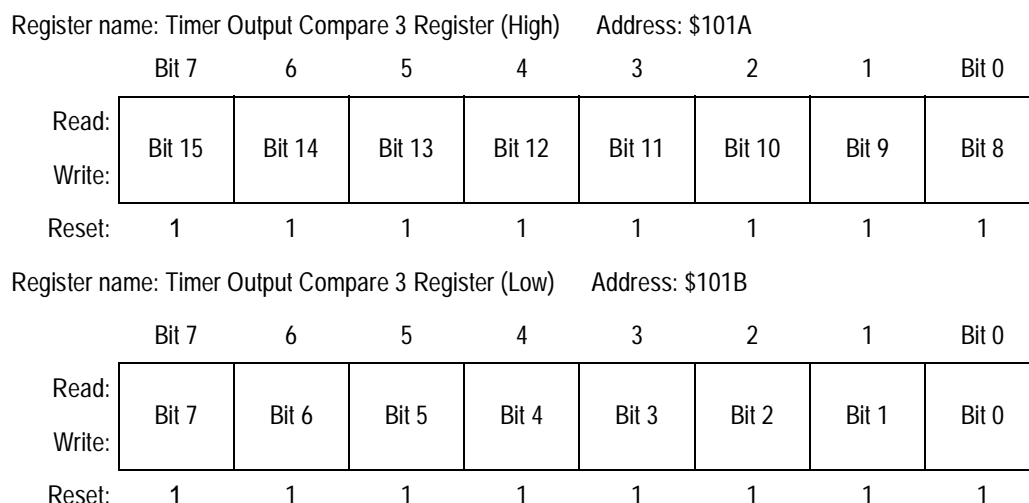 Register name: Timer Output Compare 3 Register (High) Address: $101A
Bit 7 6 5 4 3 2 1 Bit 0
Read:
Bit 15 Bit 14 Bit 13 Bit 12 Bit 11 Bit 10 Bit 9 Bit 8
Write:
Reset: 1 1 1 1 1 1 1 1
Register name: Timer Output Compare 3 Register (Low) Address: $101B
Bit 7 6 5 4 3 2 1 Bit 0
Read:
Bit 7 Bit 6 Bit 5 Bit 4 Bit 3 Bit 2 Bit 1 Bit 0
Write:
Reset: 1 1 1 1 1 1 1 1